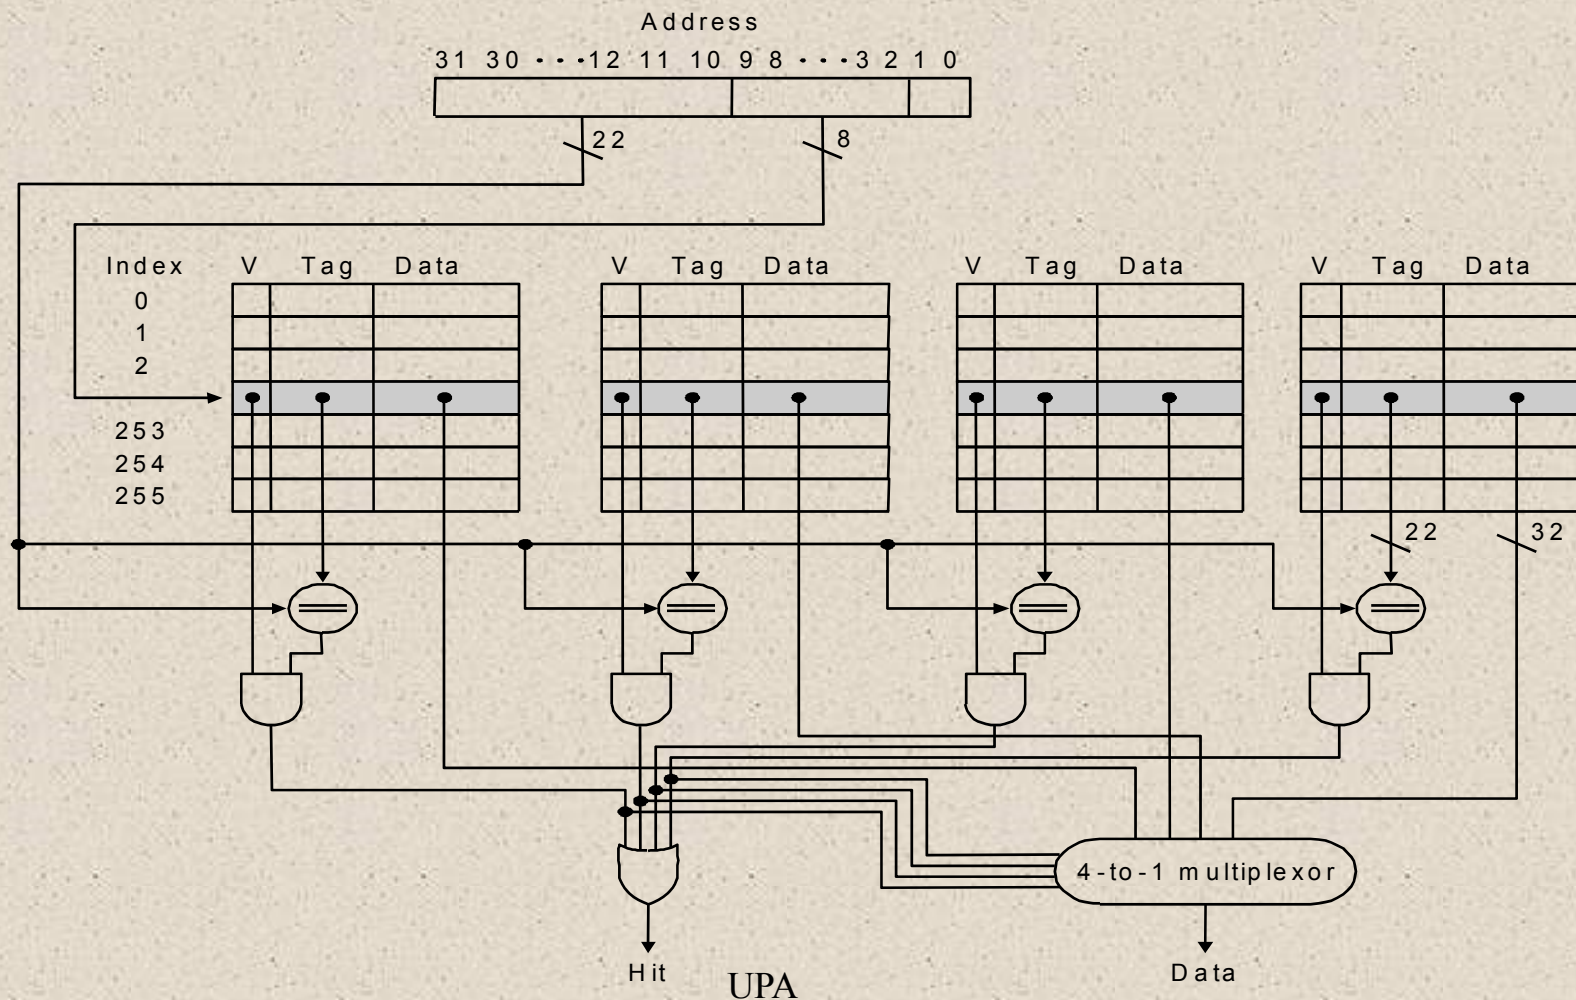 Address
31 30 · · · 12 11 10 9 8 · · · 3 2 1 0
22 8
Index V Tag Data V Tag Data V Tag Data V Tag Data
0
1
2
253
254
255
22 32
4-to-1 multiplexor
Hit Data
UPA